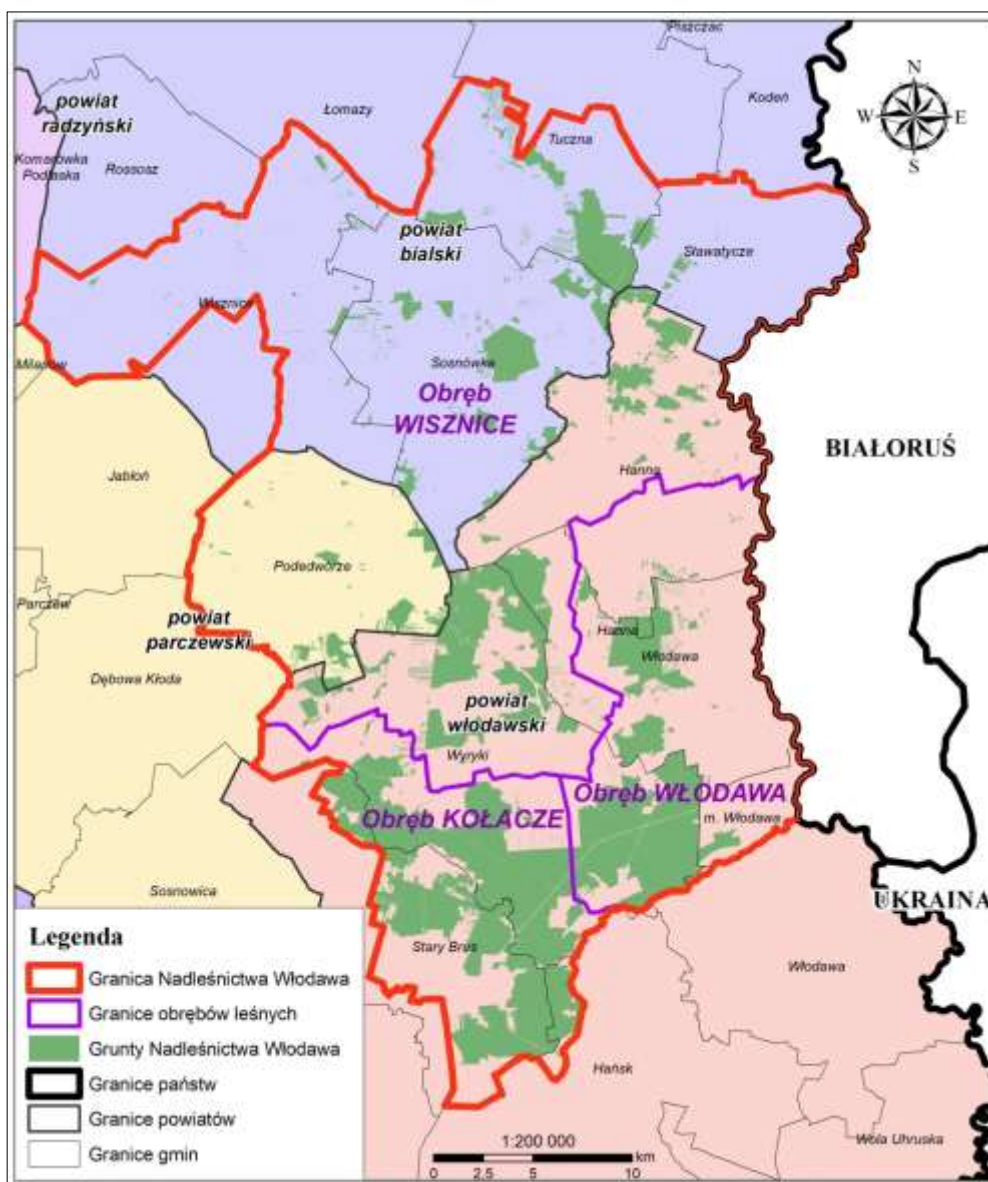 Piszczac
N
W E
S
powiat
radzyński
Łomazy
Kodeń
Tuczna
Komarówka
Podlaska
Rossosz
powiat
bialski
Sławatycze
Wisznice
Milanów
Sosnówka
Obręb
WISZNICE
BIAŁORUŚ
Jabłoń
Hanna
Podedwórze
Parczew
powiat
parczewski
Hanna
Włodawa
Dębowa Kłoda
powiat
włodawski
Wyryki
Obręb WŁODAWA
Obręb KOŁACZE
m. Włodawa
Sosnowica
UKRAINA
Stary Brus
Włodawa
Hańsk
Wola Uhruska
Legenda
Granica Nadleśnictwa Włodawa
Granice obrębów leśnych
Grunty Nadleśnictwa Włodawa
Granice państw
Granice powiatów
Granice gmin
1:200 000
km
0 2,5 5 10